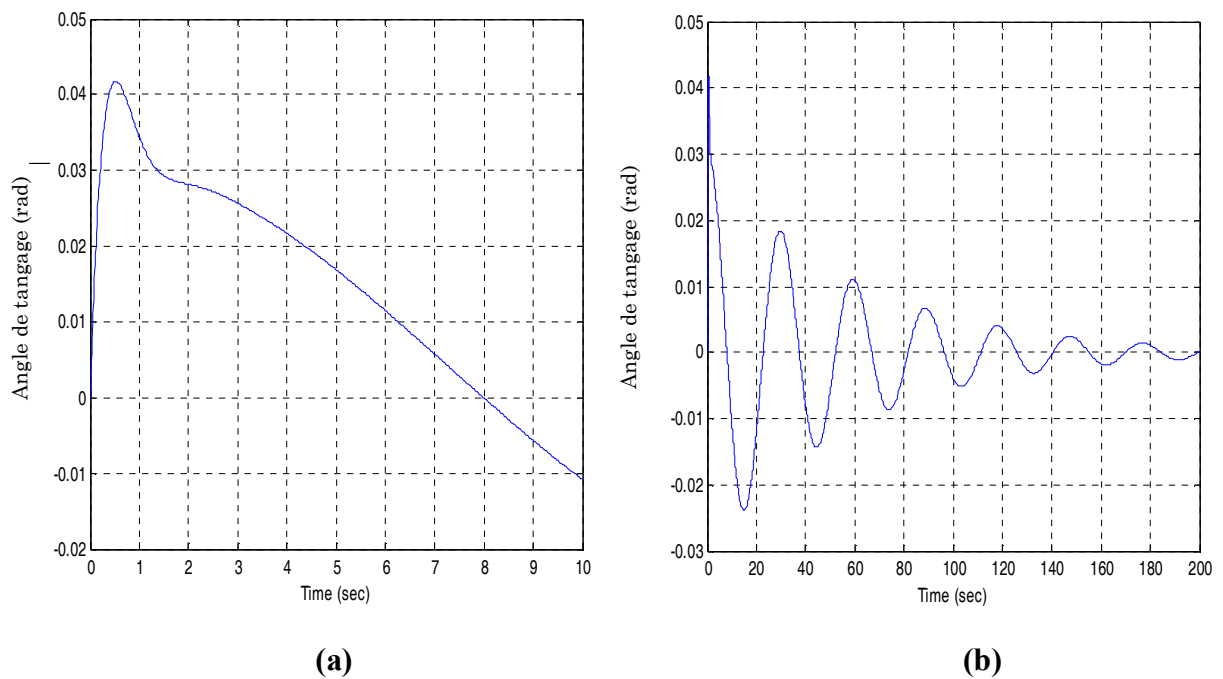 0.05
0.04
0.03
0.02
0.01
0
-0.01
-0.02
Angle de tangage (rad)
0 1 2 3 4 5 6 7 8 9 10
Time (sec)
(a)
0.05
0.04
0.03
0.02
0.01
0
-0.01
-0.02
-0.03
Angle de tangage (rad)
0 20 40 60 80 100 120 140 160 180 200
Time (sec)
(b)